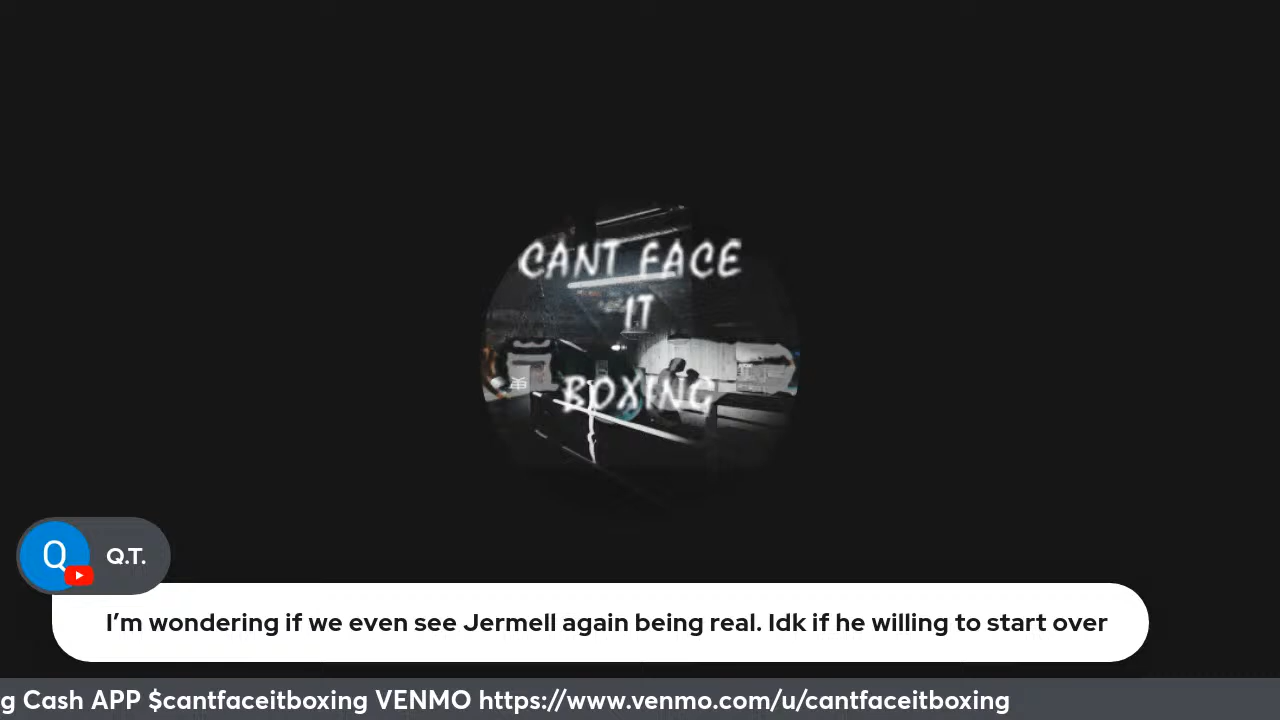 CANT FACE
IT
BOXING
Q
Q.T.
I’m wondering if we even see Jermell again being real. Idk if he willing to start over
g Cash APP $cantfaceitboxing VENMO https://www.venmo.com/u/cantfaceitboxing